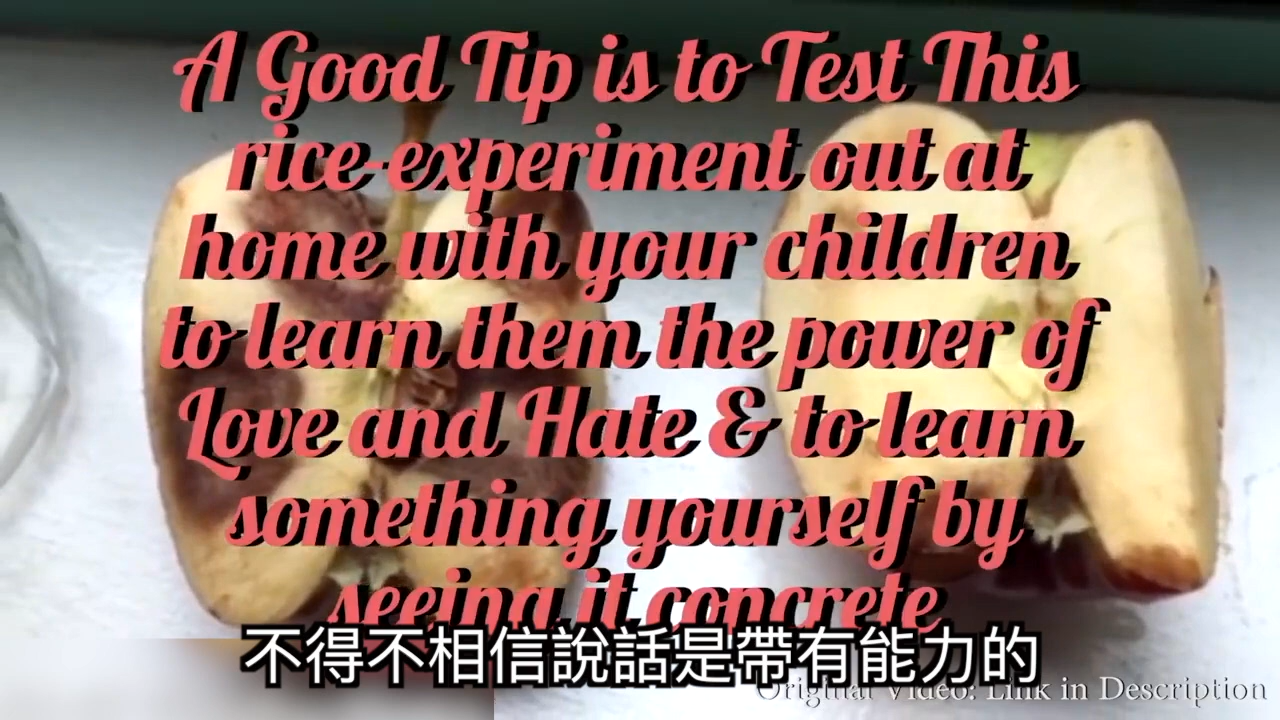 A Good Tip is to Test This
rice-experiment out at
home with your children
to learn them the power of
Love and Hate & to learn
something yourself by
seeing it concrete
不得不相信說話是帶有能力的
Original Video: Link in Description